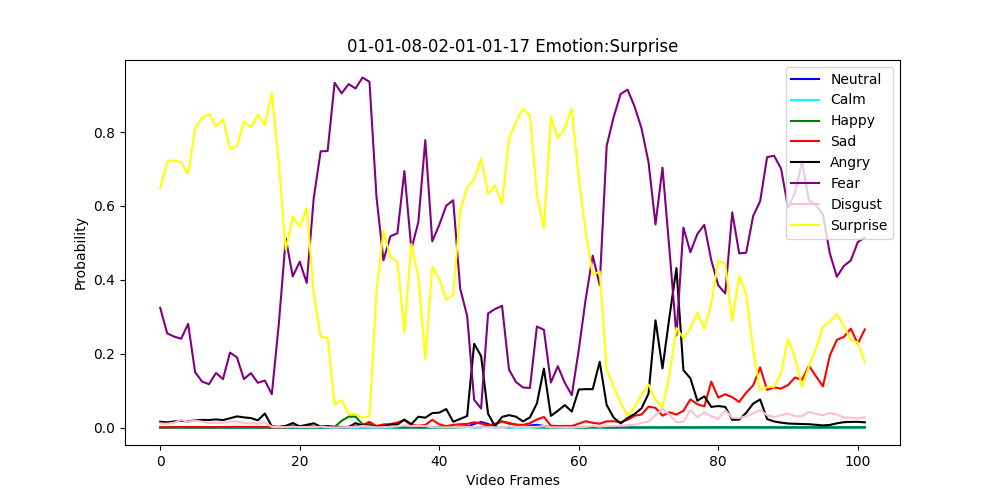 01-01-08-02-01-01-17 Emotion:Surprise
Neutral
Calm
Happy
Sad
Angry
Fear
Disgust
Surprise
Probability
0.8
0.6
0.4
0.2
0.0
0 20 40 60 80 100
Video Frames